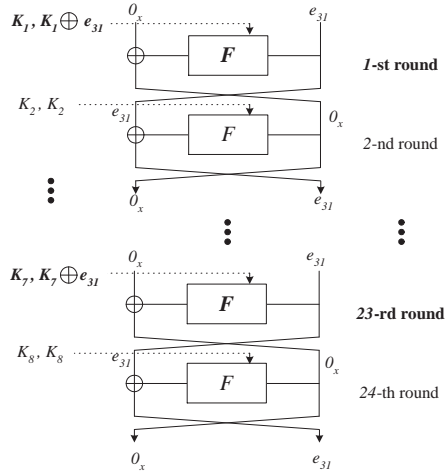 0ₓ e₃₁
K₁, K₁ ⊕ e₃₁
F
1-st round
K₂, K₂ e₃₁ 0ₓ
F
2-nd round
0ₓ e₃₁
0ₓ e₃₁
K₇, K₇ ⊕ e₃₁
F
23-rd round
K₈, K₈ e₃₁ 0ₓ
F
24-th round
0ₓ e₃₁